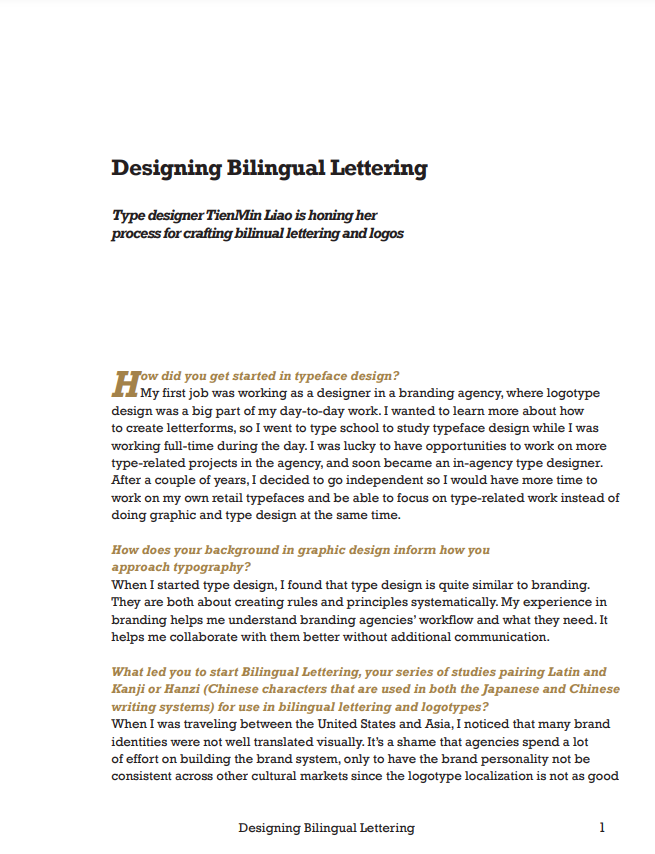 Designing Bilingual Lettering
Type designer TienMin Liao is honing her
process for crafting bilinual lettering and logos
How did you get started in typeface design?
My first job was working as a designer in a branding agency, where logotype
design was a big part of my day-to-day work. I wanted to learn more about how
to create letterforms, so I went to type school to study typeface design while I was
working full-time during the day. I was lucky to have opportunities to work on more
type-related projects in the agency, and soon became an in-agency type designer.
After a couple of years, I decided to go independent so I would have more time to
work on my own retail typefaces and be able to focus on type-related work instead of
doing graphic and type design at the same time.
How does your background in graphic design inform how you
approach typography?
When I started type design, I found that type design is quite similar to branding.
They are both about creating rules and principles systematically. My experience in
branding helps me understand branding agencies’ workflow and what they need. It
helps me collaborate with them better without additional communication.
What led you to start Bilingual Lettering, your series of studies pairing Latin and
Kanji or Hanzi (Chinese characters that are used in both the Japanese and Chinese
writing systems) for use in bilingual lettering and logotypes?
When I was traveling between the United States and Asia, I noticed that many brand
identities were not well translated visually. It’s a shame that agencies spend a lot
of effort on building the brand system, only to have the brand personality not be
consistent across other cultural markets since the logotype localization is not as good
Designing Bilingual Lettering 1